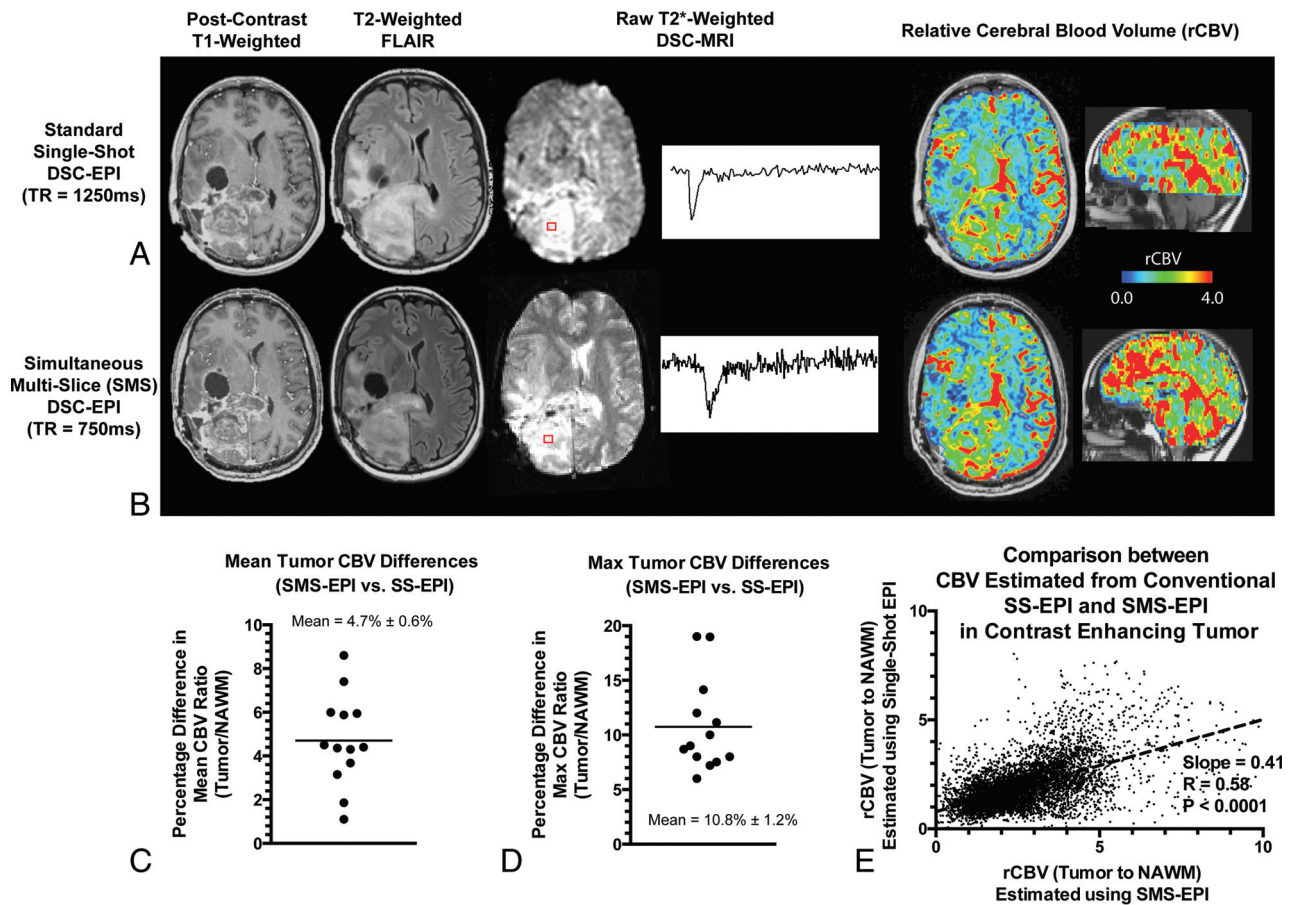 Post-Contrast
T1-Weighted
T2-Weighted
FLAIR
Raw T2*-Weighted
DSC-MRI
Relative Cerebral Blood Volume (rCBV)
Standard
Single-Shot
DSC-EPI
(TR = 1250ms)
A
rCBV
0.0
4.0
Simultaneous
Multi-Slice (SMS)
DSC-EPI
(TR = 750ms)
B
Mean Tumor CBV Differences
(SMS-EPI vs. SS-EPI)
Mean = 4.7% ± 0.6%
Percentage Difference in
Mean CBV Ratio
(Tumor/NAWM)
10
8
6
4
2
0
C
Max Tumor CBV Differences
(SMS-EPI vs. SS-EPI)
Percentage Difference in
Max CBV Ratio
(Tumor/NAWM)
20
15
10
5
0
Mean = 10.8% ± 1.2%
D
Comparison between
CBV Estimated from Conventional
SS-EPI and SMS-EPI
in Contrast Enhancing Tumor
rCBV (Tumor to NAWM)
Estimated using Single-Shot EPI
10
5
0
Slope = 0.41
R = 0.58
P < 0.0001
0
5
10
rCBV (Tumor to NAWM)
Estimated using SMS-EPI
E